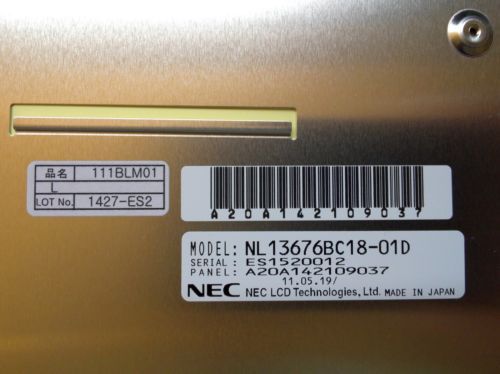 品名 111BLM01
L
LOT No. 1427-ES2
A20A142109037
MODEL: NL13676BC18-01D
SERIAL: ES1520012
PANEL: A20A142109037
11.05.19/
NEC NEC LCD Technologies, Ltd. MADE IN JAPAN